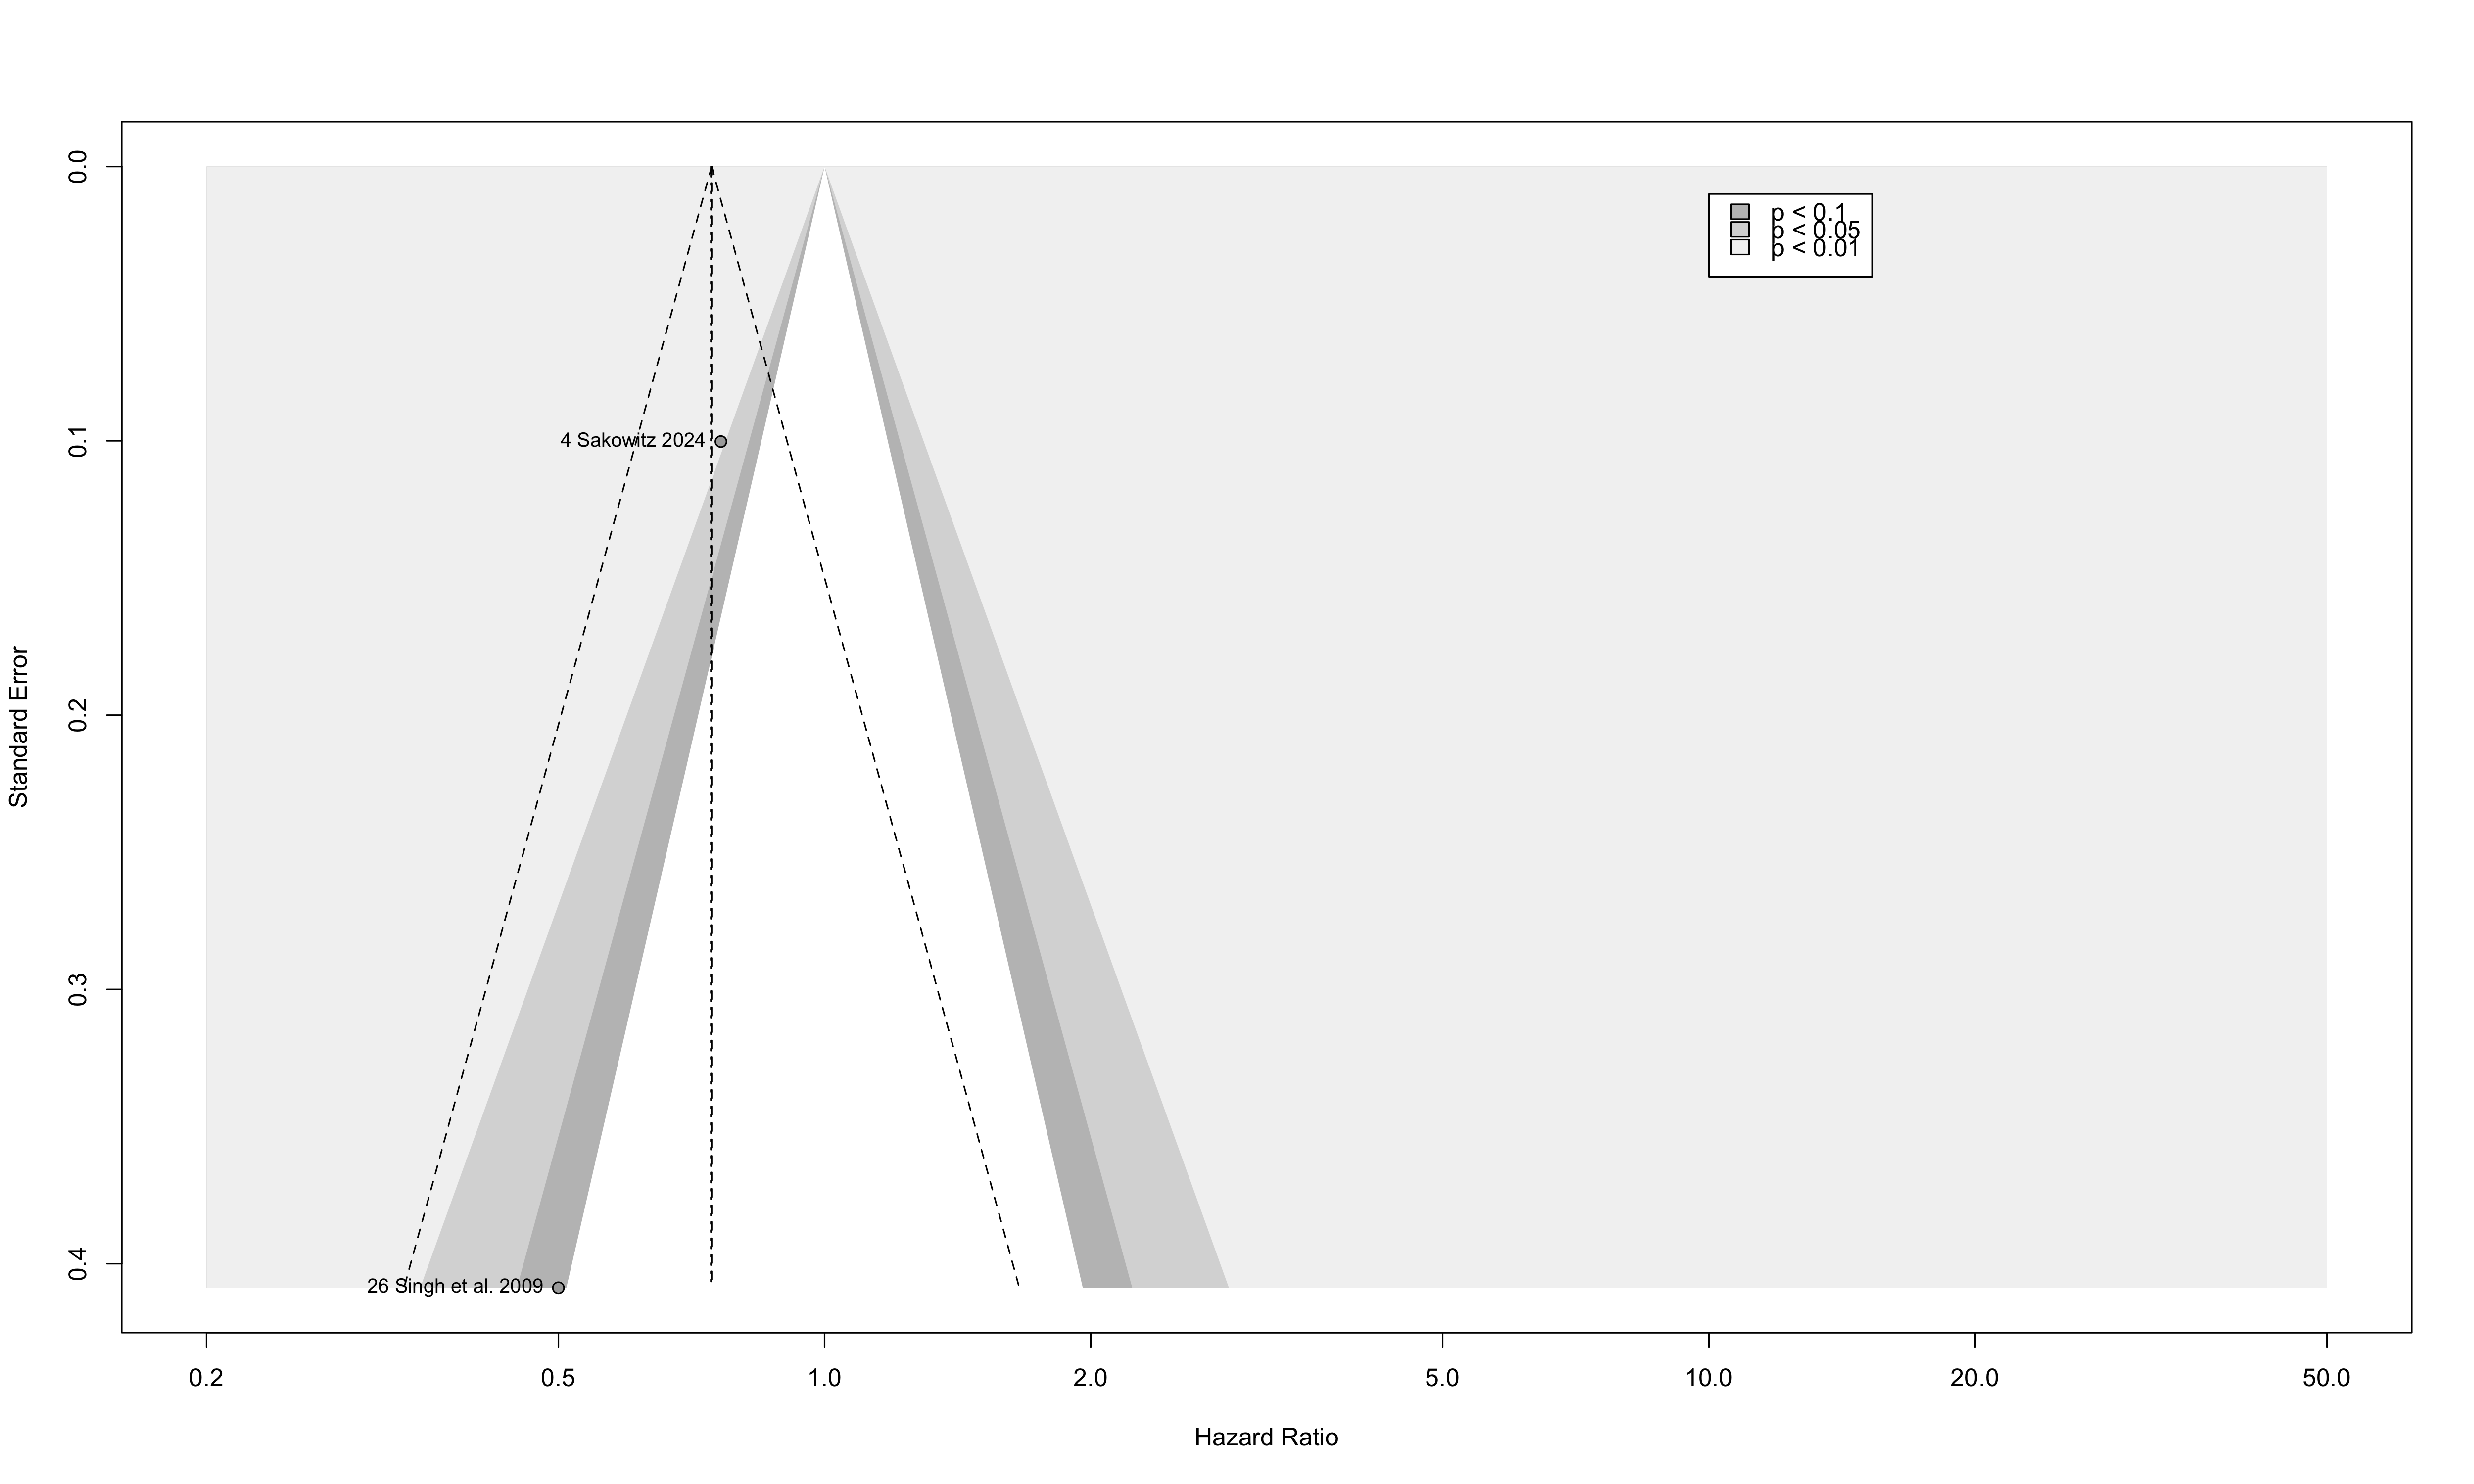 p < 0.1
p < 0.05
p < 0.01
Standard Error
0.0
0.1
0.2
0.3
0.4
4 Sakowitz 2024
26 Singh et al. 2009
0.2 0.5 1.0 2.0 5.0 10.0 20.0 50.0
Hazard Ratio